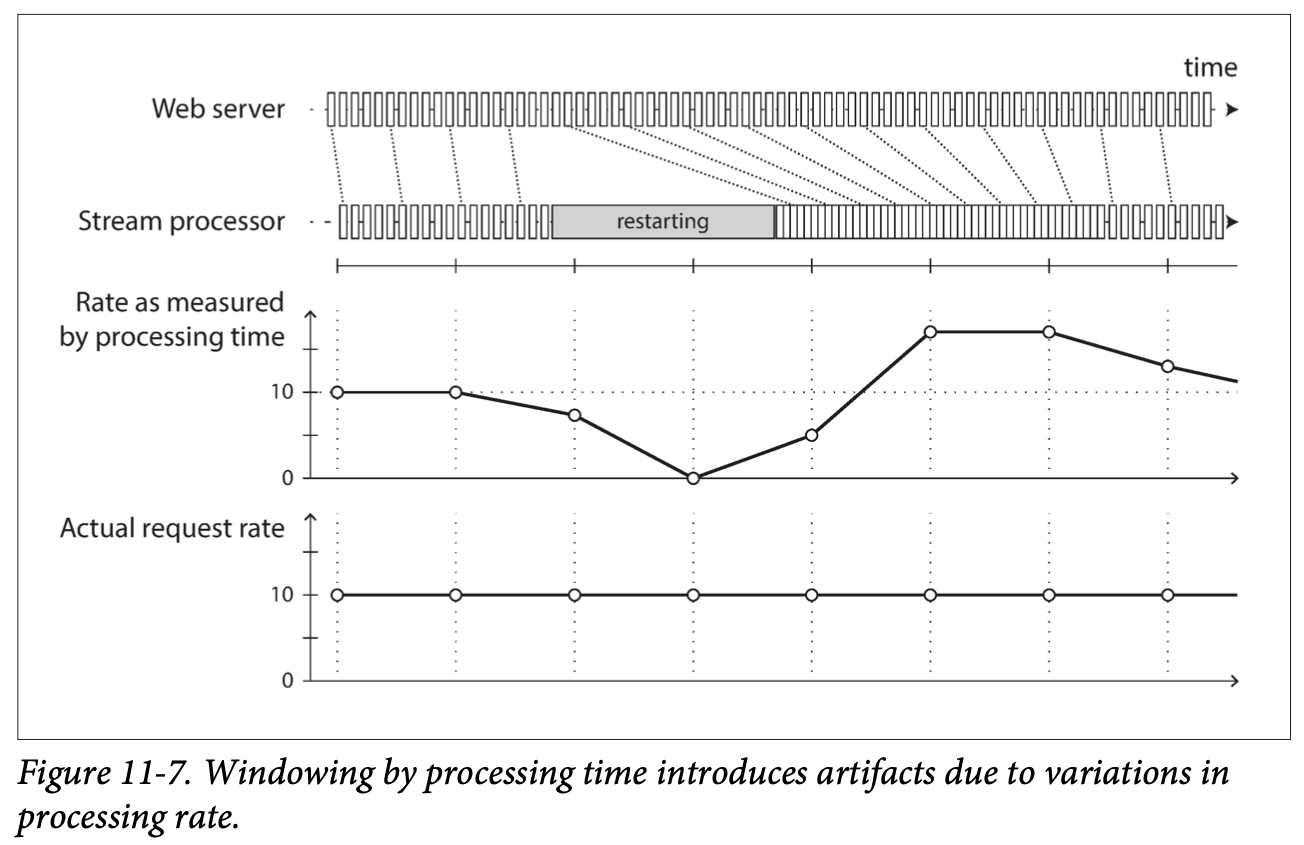 time
Web server
Stream processor
restarting
Rate as measured
by processing time
10
0
Actual request rate
10
0
Figure 11-7. Windowing by processing time introduces artifacts due to variations in
processing rate.